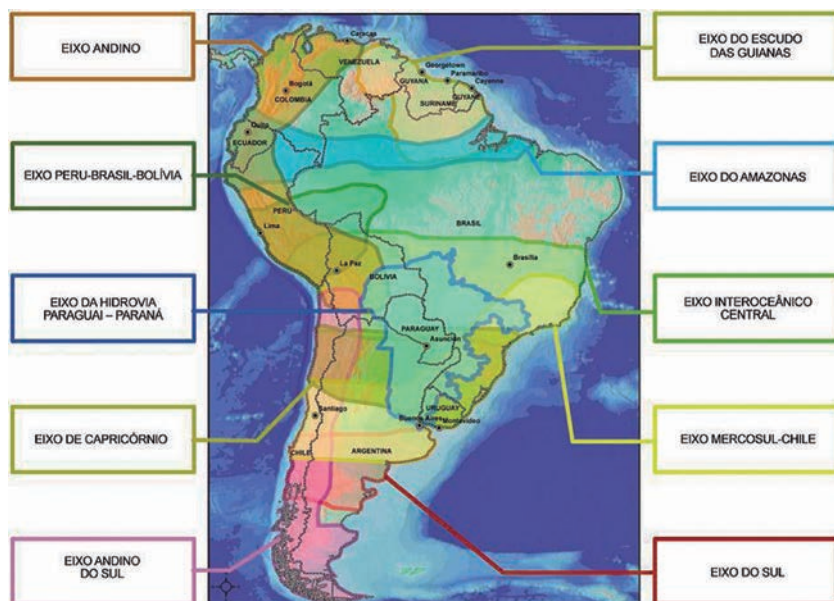 EIXO ANDINO
EIXO PERU-BRASIL-BOLÍVIA
EIXO DA HIDROVIA
PARAGUAI – PARANÁ
EIXO DE CAPRICÓRNIO
EIXO ANDINO
DO SUL
Caracas
VENEZUELA
Georgetown
Paramaribo
GUYANA
Cayenne
SURINAME
GUYANE
Bogotá
COLOMBIA
Quito
ECUADOR
PERU
BRASIL
Lima
Brasília
La Paz
BOLIVIA
PARAGUAY
Asunción
Santiago
URUGUAY
Buenos Aires
Montevideo
CHILE
ARGENTINA
EIXO DO ESCUDO
DAS GUIANAS
EIXO DO AMAZONAS
EIXO INTEROCEÂNICO
CENTRAL
EIXO MERCOSUL-CHILE
EIXO DO SUL